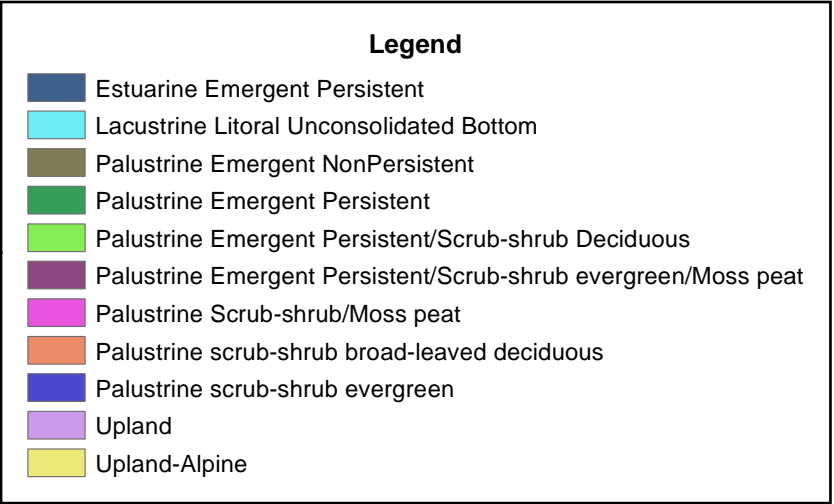 Legend
Estuarine Emergent Persistent
Lacustrine Litoral Unconsolidated Bottom
Palustrine Emergent NonPersistent
Palustrine Emergent Persistent
Palustrine Emergent Persistent/Scrub-shrub Deciduous
Palustrine Emergent Persistent/Scrub-shrub evergreen/Moss peat
Palustrine Scrub-shrub/Moss peat
Palustrine scrub-shrub broad-leaved deciduous
Palustrine scrub-shrub evergreen
Upland
Upland-Alpine